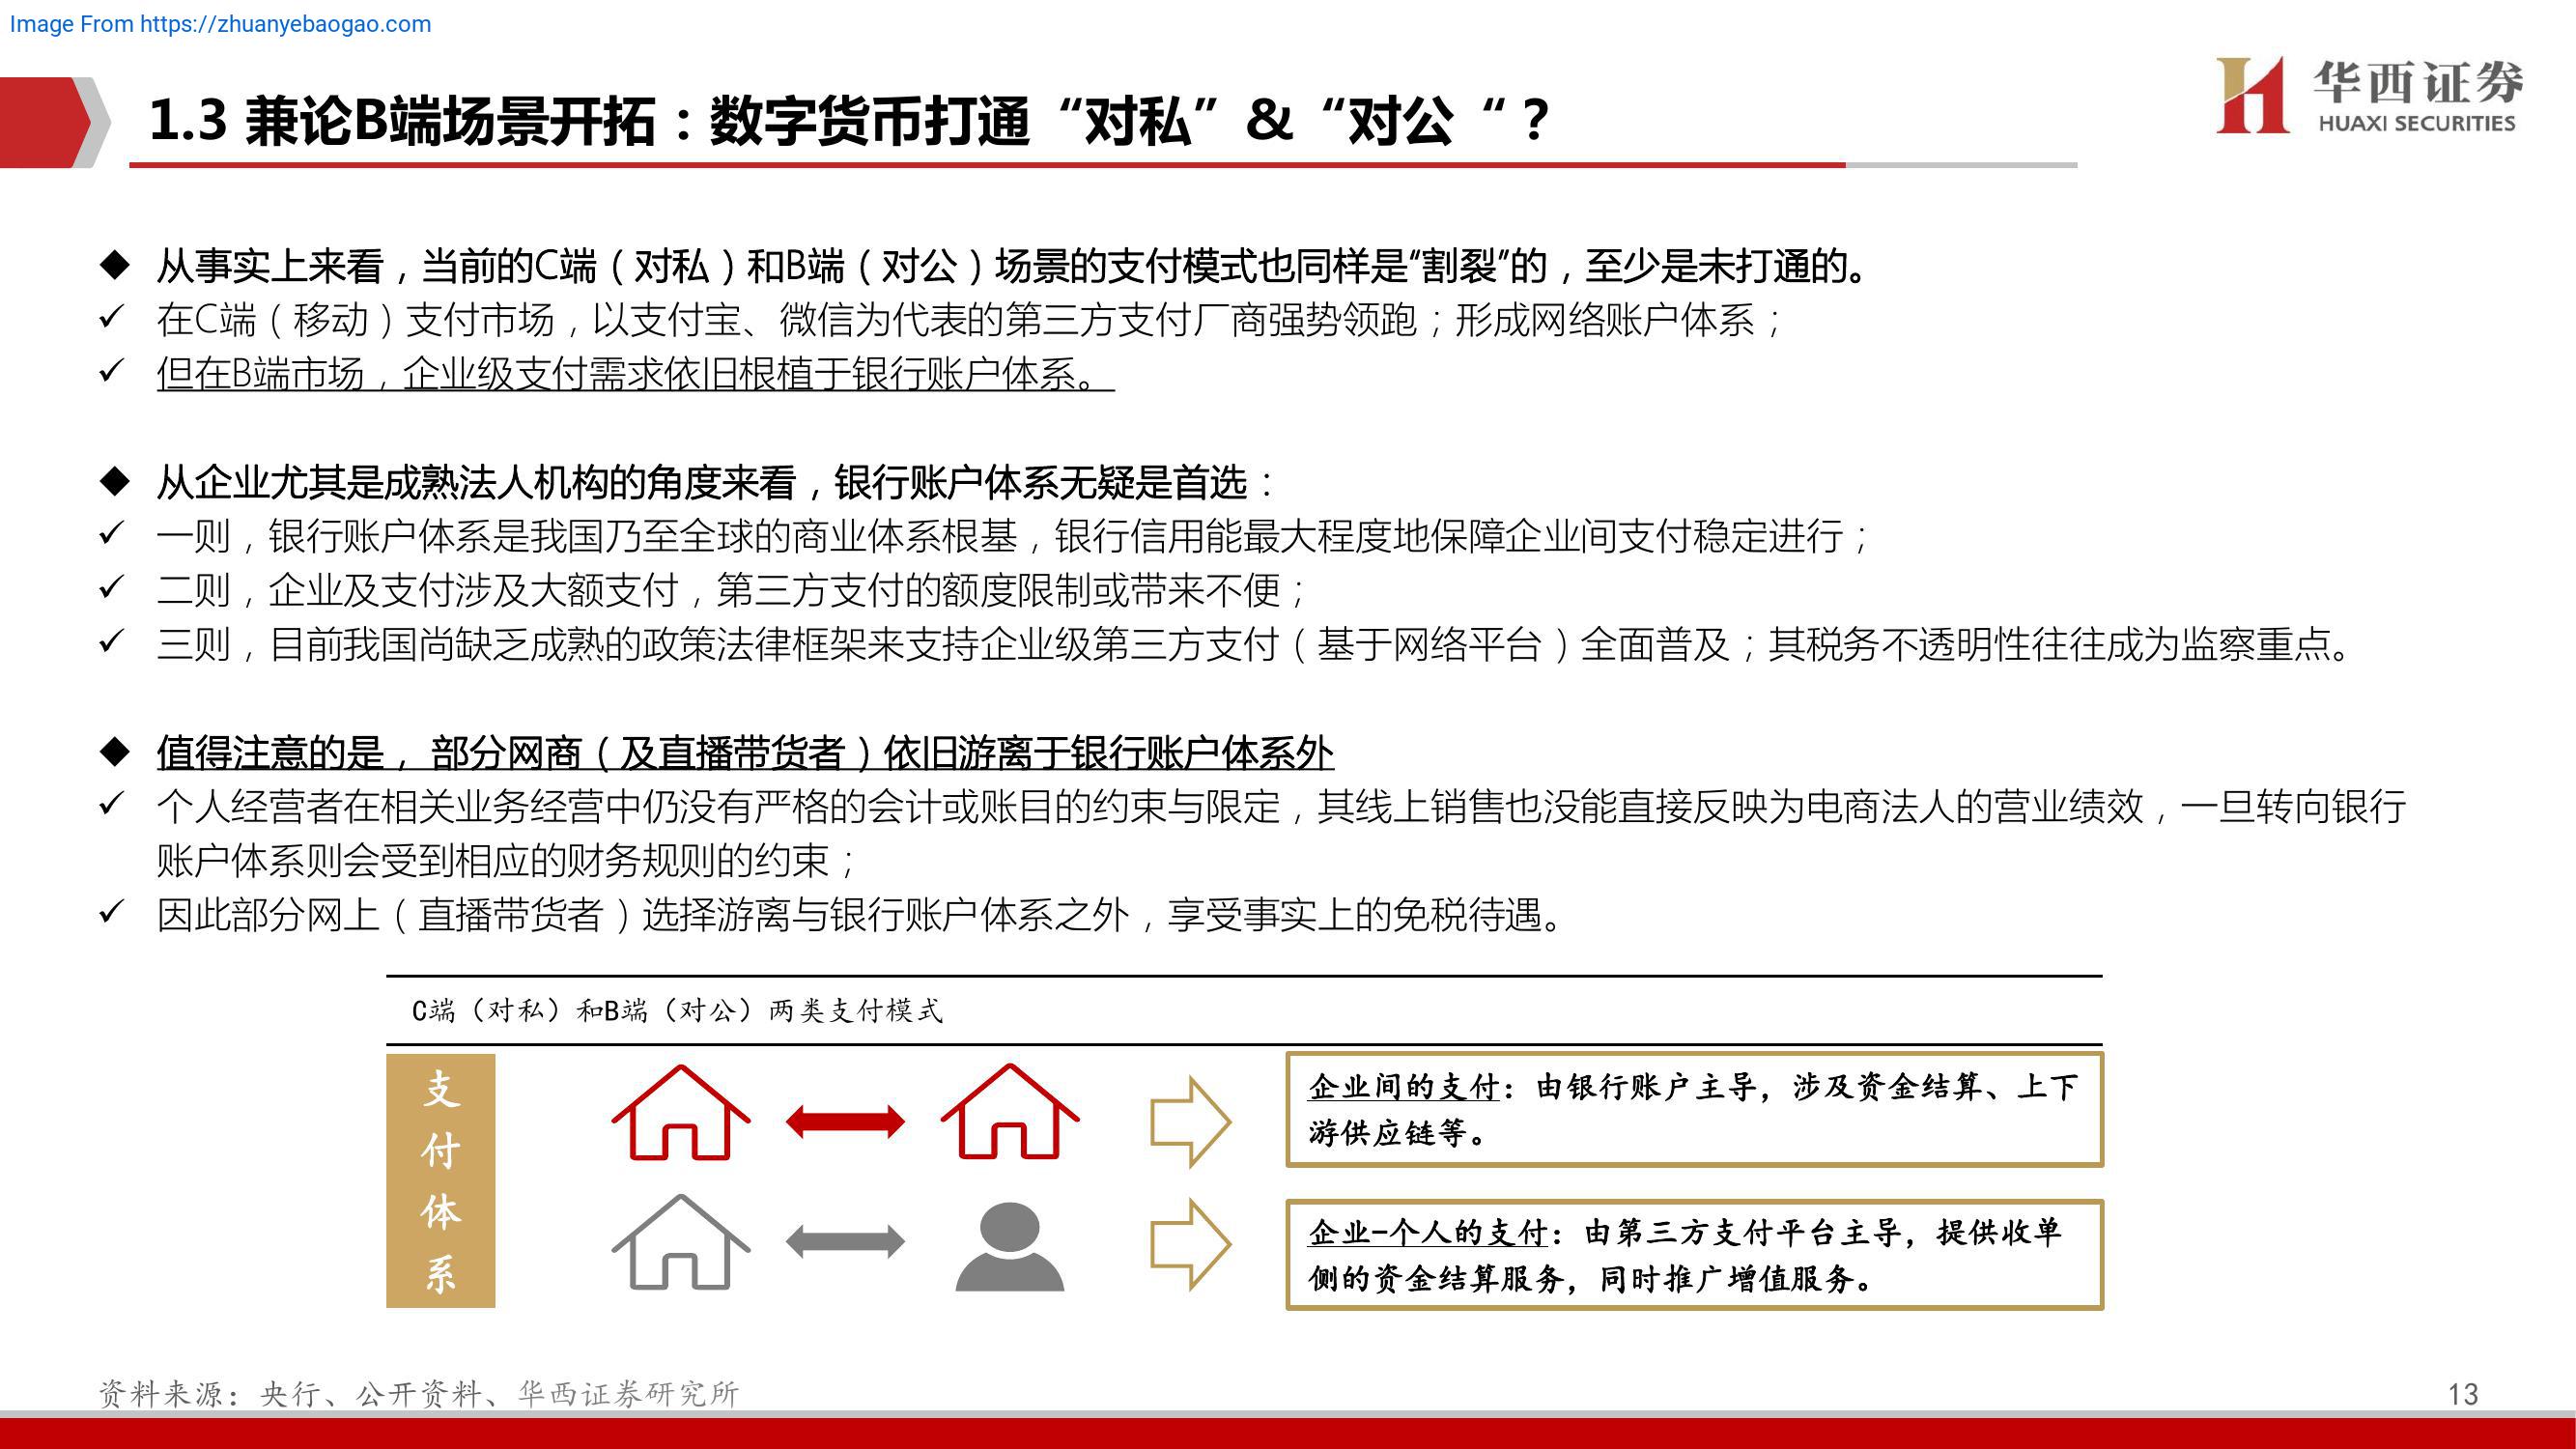 Image From https://zhuanyebaogao.com
华西证券
HUAXI SECURITIES
1.3 兼论B端场景开拓：数字货币打通“对私”&“对公“？
◆ 从事实上来看，当前的C端（对私）和B端（对公）场景的支付模式也同样是“割裂”的，至少是未打通的。
✓ 在C端（移动）支付市场，以支付宝、微信为代表的第三方支付厂商强势领跑；形成网络账户体系；
✓ 但在B端市场，企业级支付需求依旧根植于银行账户体系。
◆ 从企业尤其是成熟法人机构的角度来看，银行账户体系无疑是首选：
✓ 一则，银行账户体系是我国乃至全球的商业体系根基，银行信用能最大程度地保障企业间支付稳定进行；
✓ 二则，企业及支付涉及大额支付，第三方支付的额度限制或带来不便；
✓ 三则，目前我国尚缺乏成熟的政策法律框架来支持企业级第三方支付（基于网络平台）全面普及；其税务不透明性往往成为监察重点。
◆ 值得注意的是， 部分网商（及直播带货者）依旧游离于银行账户体系外
✓ 个人经营者在相关业务经营中仍没有严格的会计或账目的约束与限定，其线上销售也没能直接反映为电商法人的营业绩效，一旦转向银行
账户体系则会受到相应的财务规则的约束；
✓ 因此部分网上（直播带货者）选择游离与银行账户体系之外，享受事实上的免税待遇。
C端（对私）和B端（对公）两类支付模式
支
付
体
系
企业间的支付：由银行账户主导，涉及资金结算、上下
游供应链等。
企业-个人的支付：由第三方支付平台主导，提供收单
侧的资金结算服务，同时推广增值服务。
资料来源：央行、公开资料、华西证券研究所
13